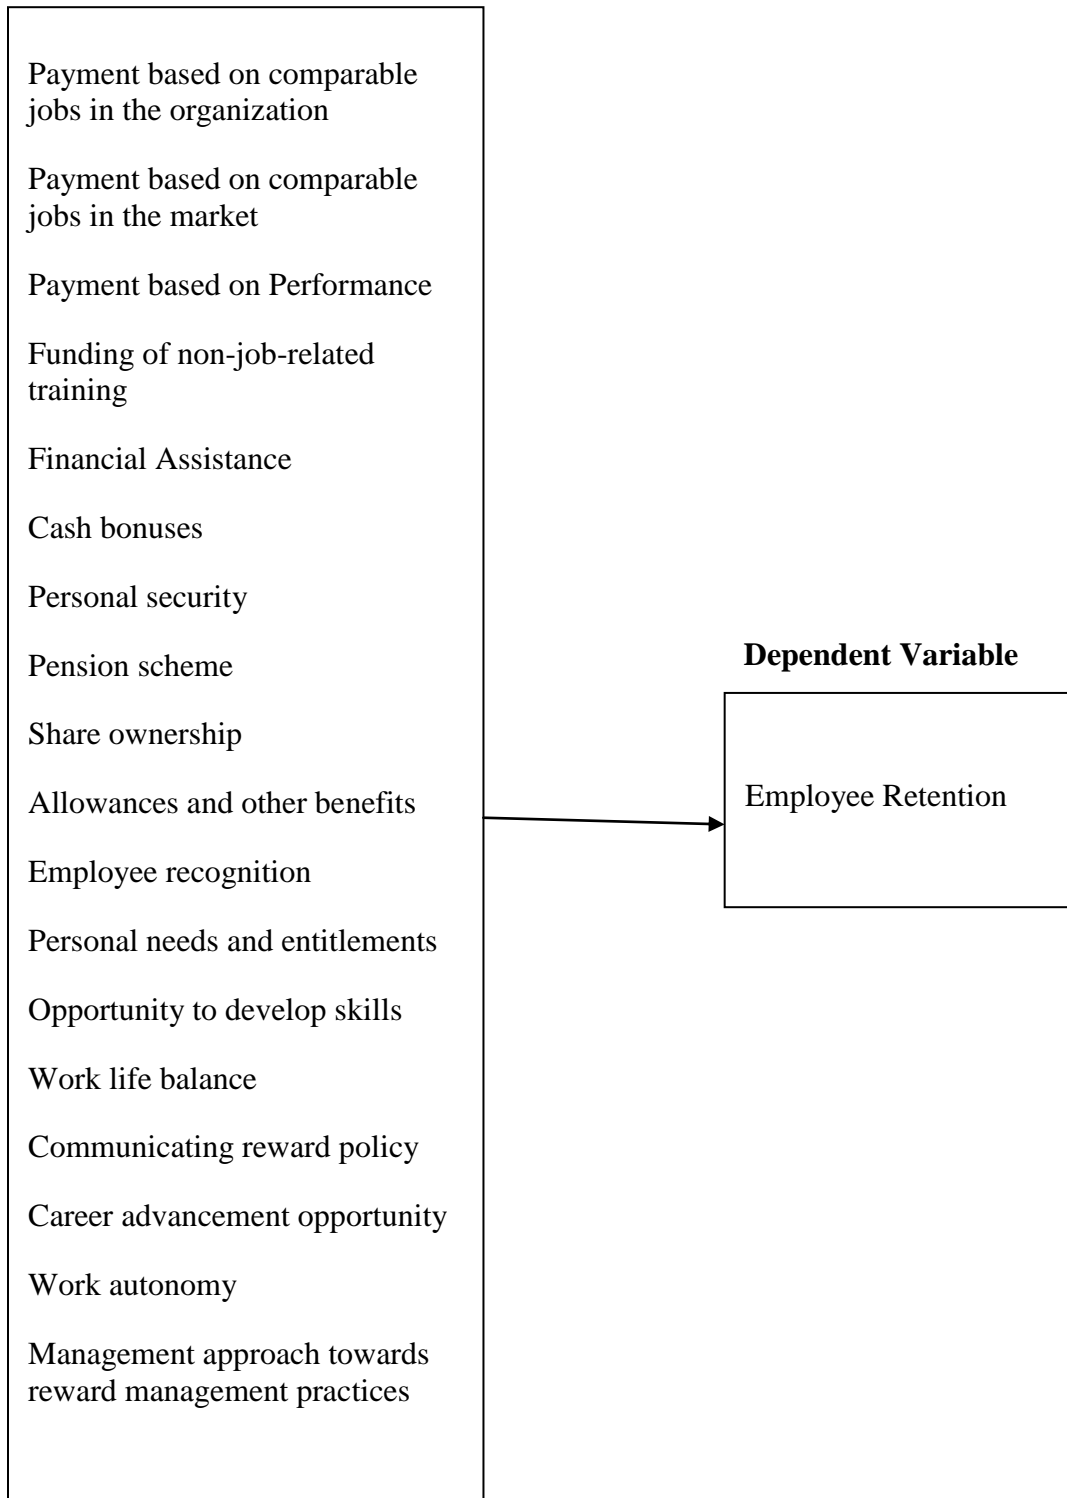 Payment based on comparable
jobs in the organization
Payment based on comparable
jobs in the market
Payment based on Performance
Funding of non-job-related
training
Financial Assistance
Cash bonuses
Personal security
Pension scheme
Share ownership
Allowances and other benefits
Employee recognition
Personal needs and entitlements
Opportunity to develop skills
Work life balance
Communicating reward policy
Career advancement opportunity
Work autonomy
Management approach towards
reward management practices
Dependent Variable
Employee Retention